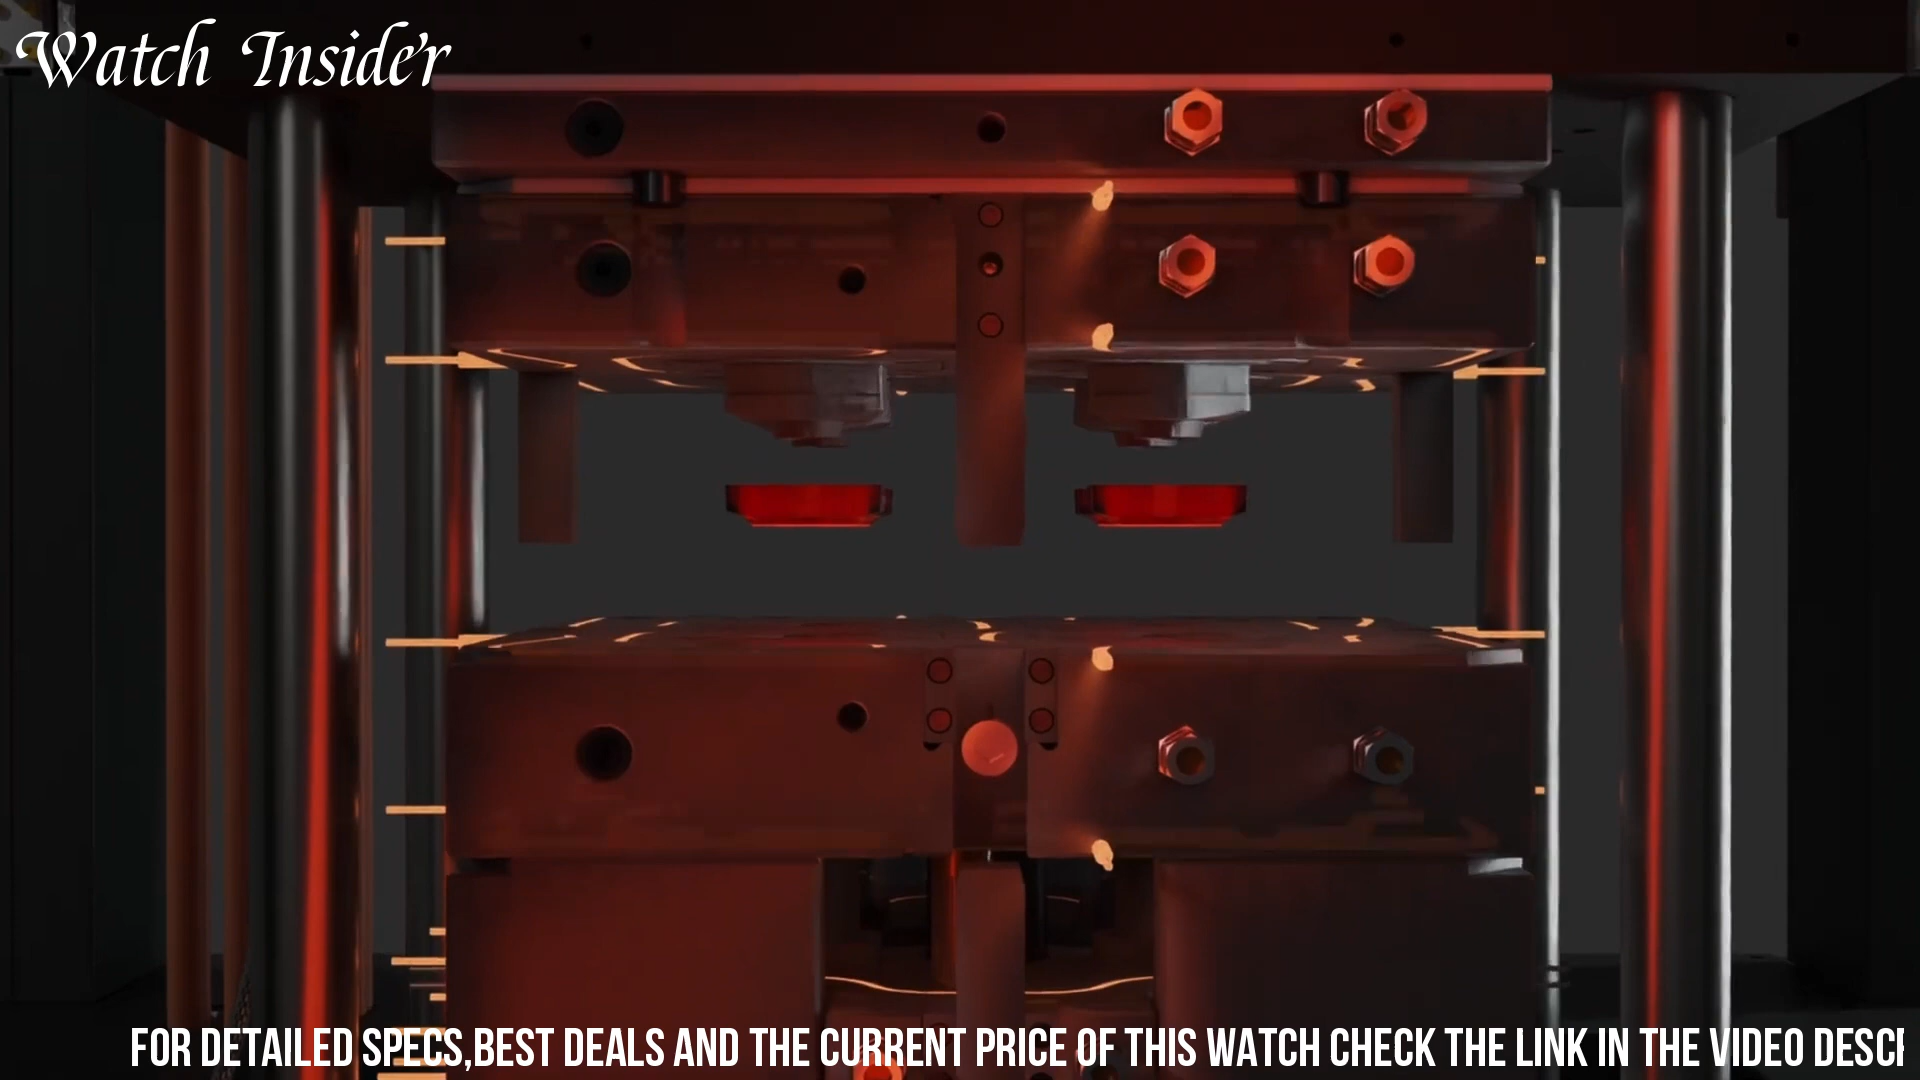 Watch Insider
FOR DETAILED SPECS,BEST DEALS AND THE CURRENT PRICE OF THIS WATCH CHECK THE LINK IN THE VIDEO